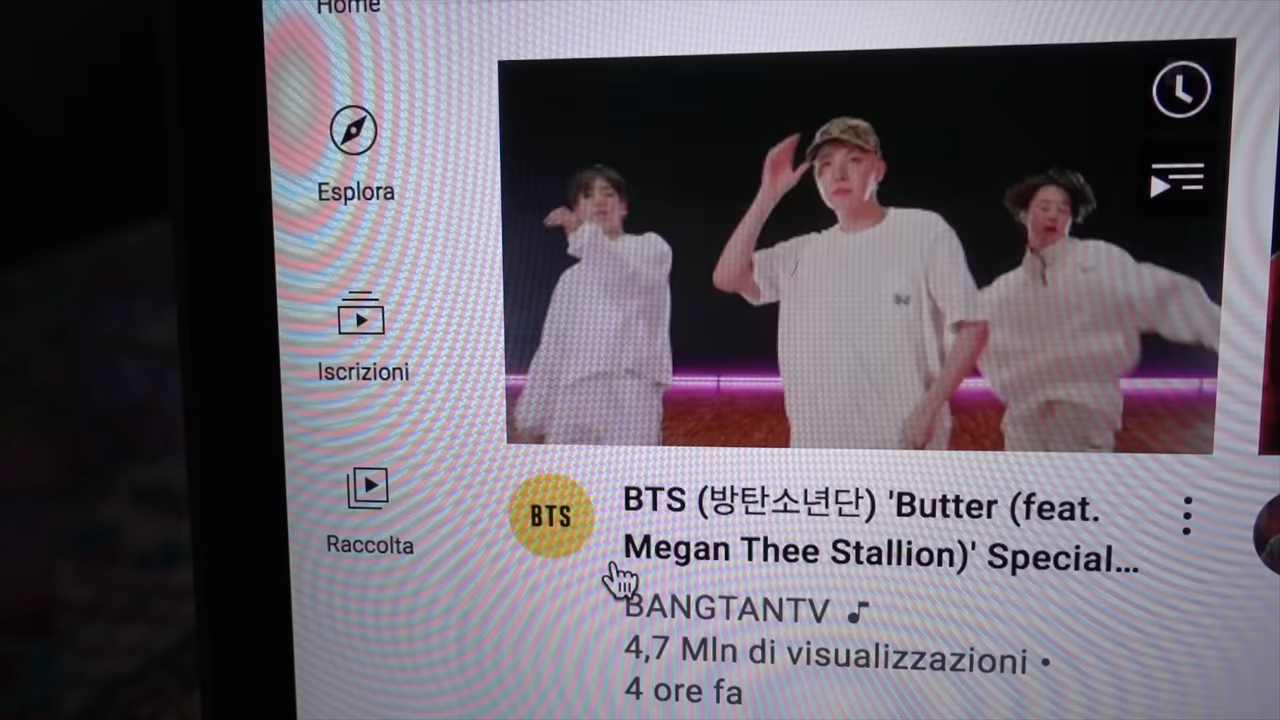 Home
Esplora
Iscrizioni
Raccolta
BTS
BTS (방탄소년단) 'Butter (feat.
Megan Thee Stallion)' Special...
BANGTANTV
4,7 Mln di visualizzazioni •
4 ore fa